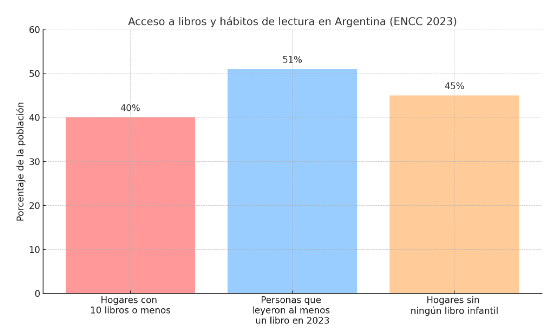 Acceso a libros y hábitos de lectura en Argentina (ENCC 2023)
Porcentaje de la población
60
50
40
30
20
10
0
40%
51%
45%
Hogares con
10 libros o menos
Personas que
leyeron al menos
un libro en 2023
Hogares sin
ningún libro infantil